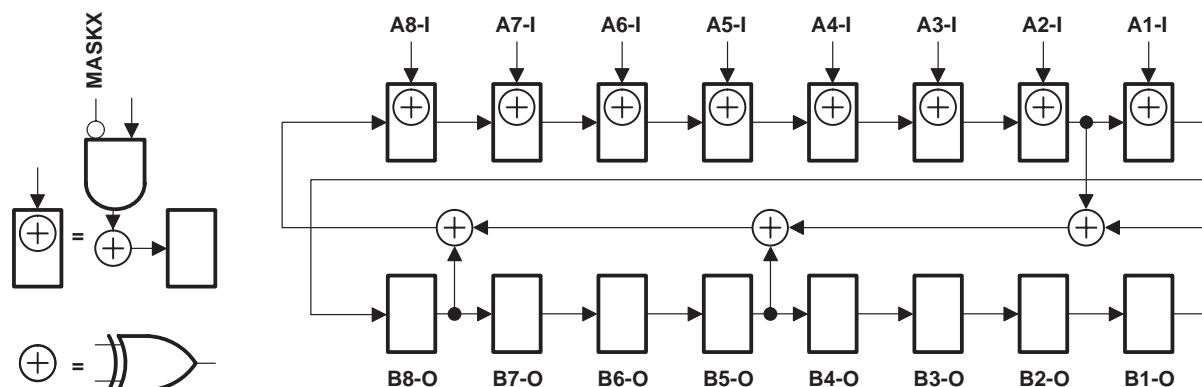 MASKX
A8-I A7-I A6-I A5-I A4-I A3-I A2-I A1-I
=
=
B8-O B7-O B6-O B5-O B4-O B3-O B2-O B1-O